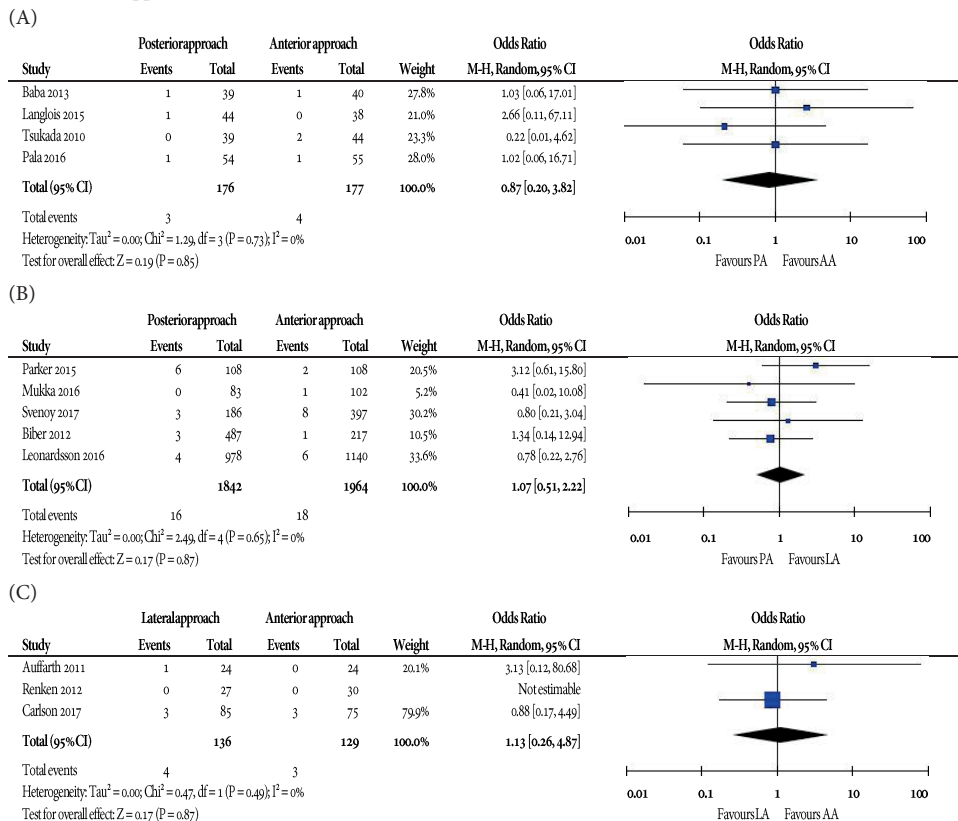 (A)
Posterior approach Anterior approach Odds Ratio Odds Ratio
Study Events Total Events Total Weight M-H, Random, 95% CI M-H, Random, 95% CI
Baba 2013 1 39 1 40 27.8% 1.03 [0.06, 17.01]
Langlois 2015 1 44 0 38 21.0% 2.66 [0.11, 67.11]
Tsukada 2010 0 39 2 44 23.3% 0.22 [0.01, 4.62]
Pala 2016 1 54 1 55 28.0% 1.02 [0.06, 16.71]
Total (95% CI) 176 177 100.0% 0.87 [0.20, 3.82]
Total events 3 4
Heterogeneity: Tau² = 0.00; Chi² = 1.29, df = 3 (P = 0.73); I² = 0%
Test for overall effect: Z = 0.19 (P = 0.85)
0.01 0.1 1 10 100
Favours PA Favours AA
(B)
Posterior approach Anterior approach Odds Ratio Odds Ratio
Study Events Total Events Total Weight M-H, Random, 95% CI M-H, Random, 95% CI
Parker 2015 6 108 2 108 20.5% 3.12 [0.61, 15.80]
Mukka 2016 0 83 1 102 5.2% 0.41 [0.02, 10.08]
Svenoy 2017 3 186 8 397 30.2% 0.80 [0.21, 3.04]
Biber 2012 3 487 1 217 10.5% 1.34 [0.14, 12.94]
Leonardsson 2016 4 978 6 1140 33.6% 0.78 [0.22, 2.76]
Total (95% CI) 1842 1964 100.0% 1.07 [0.51, 2.22]
Total events 16 18
Heterogeneity: Tau² = 0.00; Chi² = 2.49, df = 4 (P = 0.65); I² = 0%
Test for overall effect: Z = 0.17 (P = 0.87)
0.01 0.1 1 10 100
Favours PA Favours LA
(C)
Lateral approach Anterior approach Odds Ratio Odds Ratio
Study Events Total Events Total Weight M-H, Random, 95% CI M-H, Random, 95% CI
Auffarth 2011 1 24 0 24 20.1% 3.13 [0.12, 80.68]
Renken 2012 0 27 0 30 Not estimable
Carlson 2017 3 85 3 75 79.9% 0.88 [0.17, 4.49]
Total (95% CI) 136 129 100.0% 1.13 [0.26, 4.87]
Total events 4 3
Heterogeneity: Tau² = 0.00; Chi² = 0.47, df = 1 (P = 0.49); I² = 0%
Test for overall effect: Z = 0.17 (P = 0.87)
0.01 0.1 1 10 100
Favours LA Favours AA